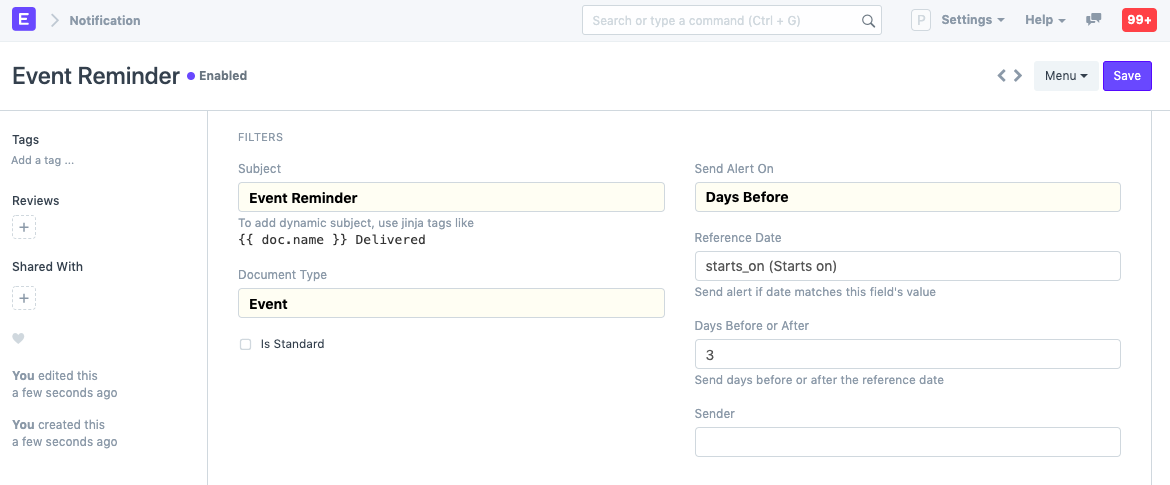 E Notification Search or type a command (Ctrl + G) P Settings Help 99+
Event Reminder Enabled Menu Save
Tags
Add a tag ...
Reviews
+
Shared With
+
You edited this
a few seconds ago
You created this
a few seconds ago
FILTERS
Subject
Event Reminder
To add dynamic subject, use jinja tags like
{{ doc.name }} Delivered
Document Type
Event
Is Standard
Send Alert On
Days Before
Reference Date
starts_on (Starts on)
Send alert if date matches this field's value
Days Before or After
3
Send days before or after the reference date
Sender